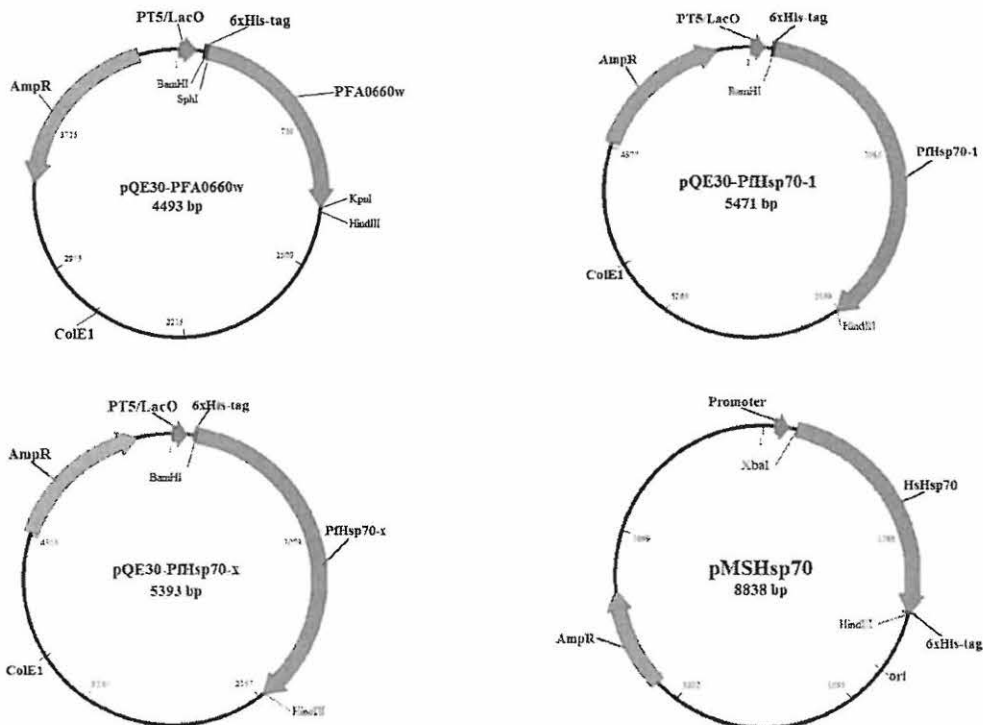 PT5/LacO
6xHis-tag
AmpR
BamHI
SphI
PFA0660w
pQE30-PFA0660w
4493 bp
KpnI
HindIII
ColE1
PT5/LacO
6xHis-tag
AmpR
BamHI
PfHsp70-1
pQE30-PfHsp70-1
5471 bp
ColE1
HindIII
PT5/LacO
6xHis-tag
AmpR
BamHI
PfHsp70-x
pQE30-PfHsp70-x
5393 bp
ColE1
HindIII
Promoter
XbaI
HsHsp70
pMSHsp70
8838 bp
HindIII
6xHis-tag
AmpR
ori